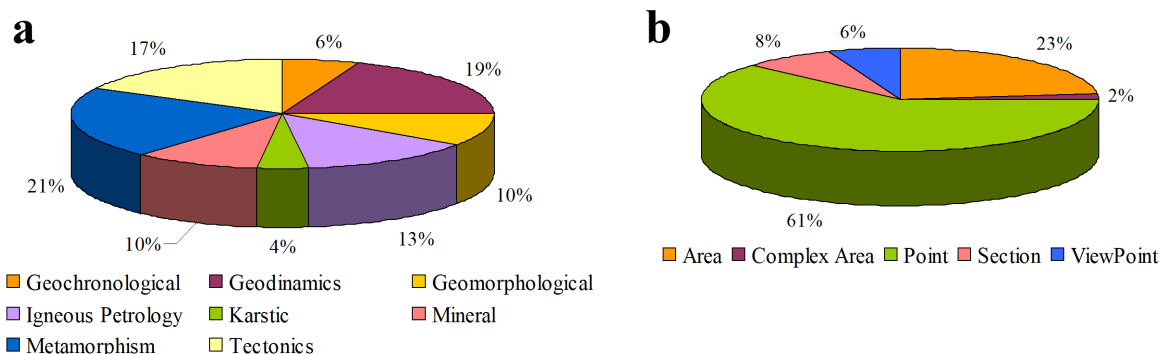 a
6%
19%
10%
13%
4%
10%
21%
17%
Geochronological Geodinamics Geomorphological
Igneous Petrology Karstic Mineral
Metamorphism Tectonics
b
23%
2%
61%
8%
6%
Area Complex Area Point Section ViewPoint